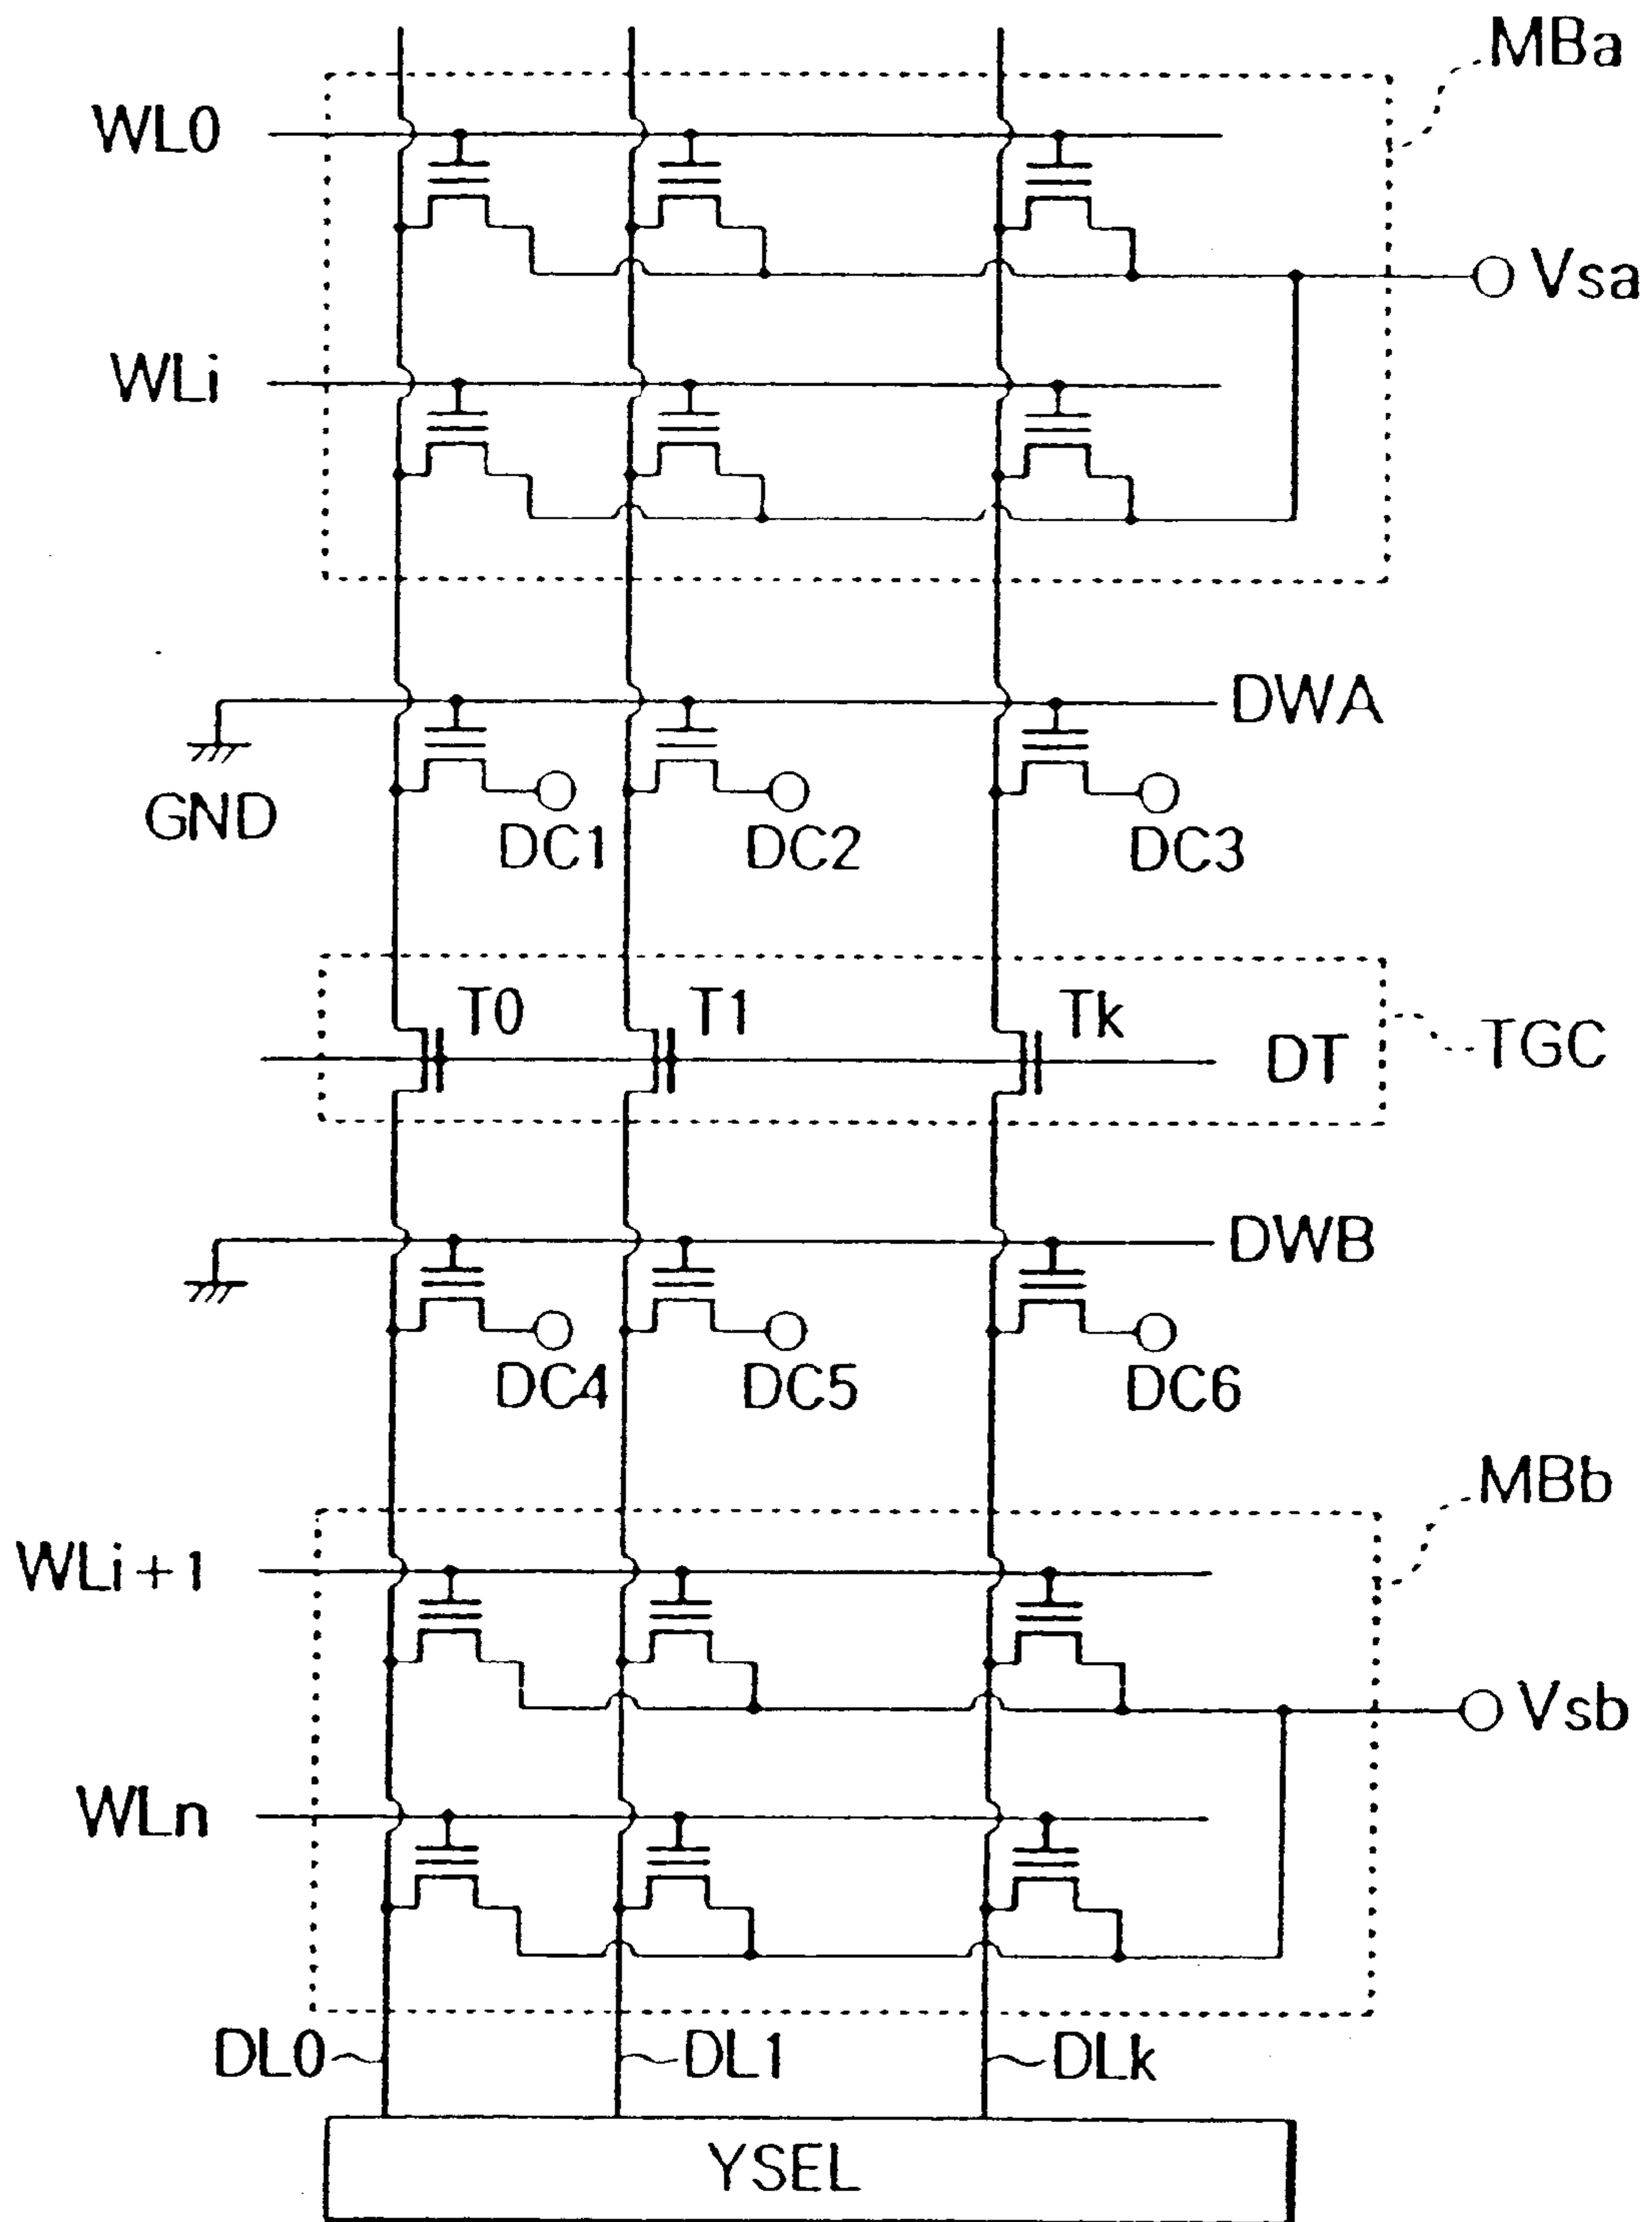 MBa
WL0
Vsa
WLi
DWA
GND
DC1 DC2 DC3
T0 T1 Tk
DT
TGC
DWB
DC4 DC5 DC6
MBb
WLi+1
Vsb
WLn
DL0 DL1 DLk
YSEL